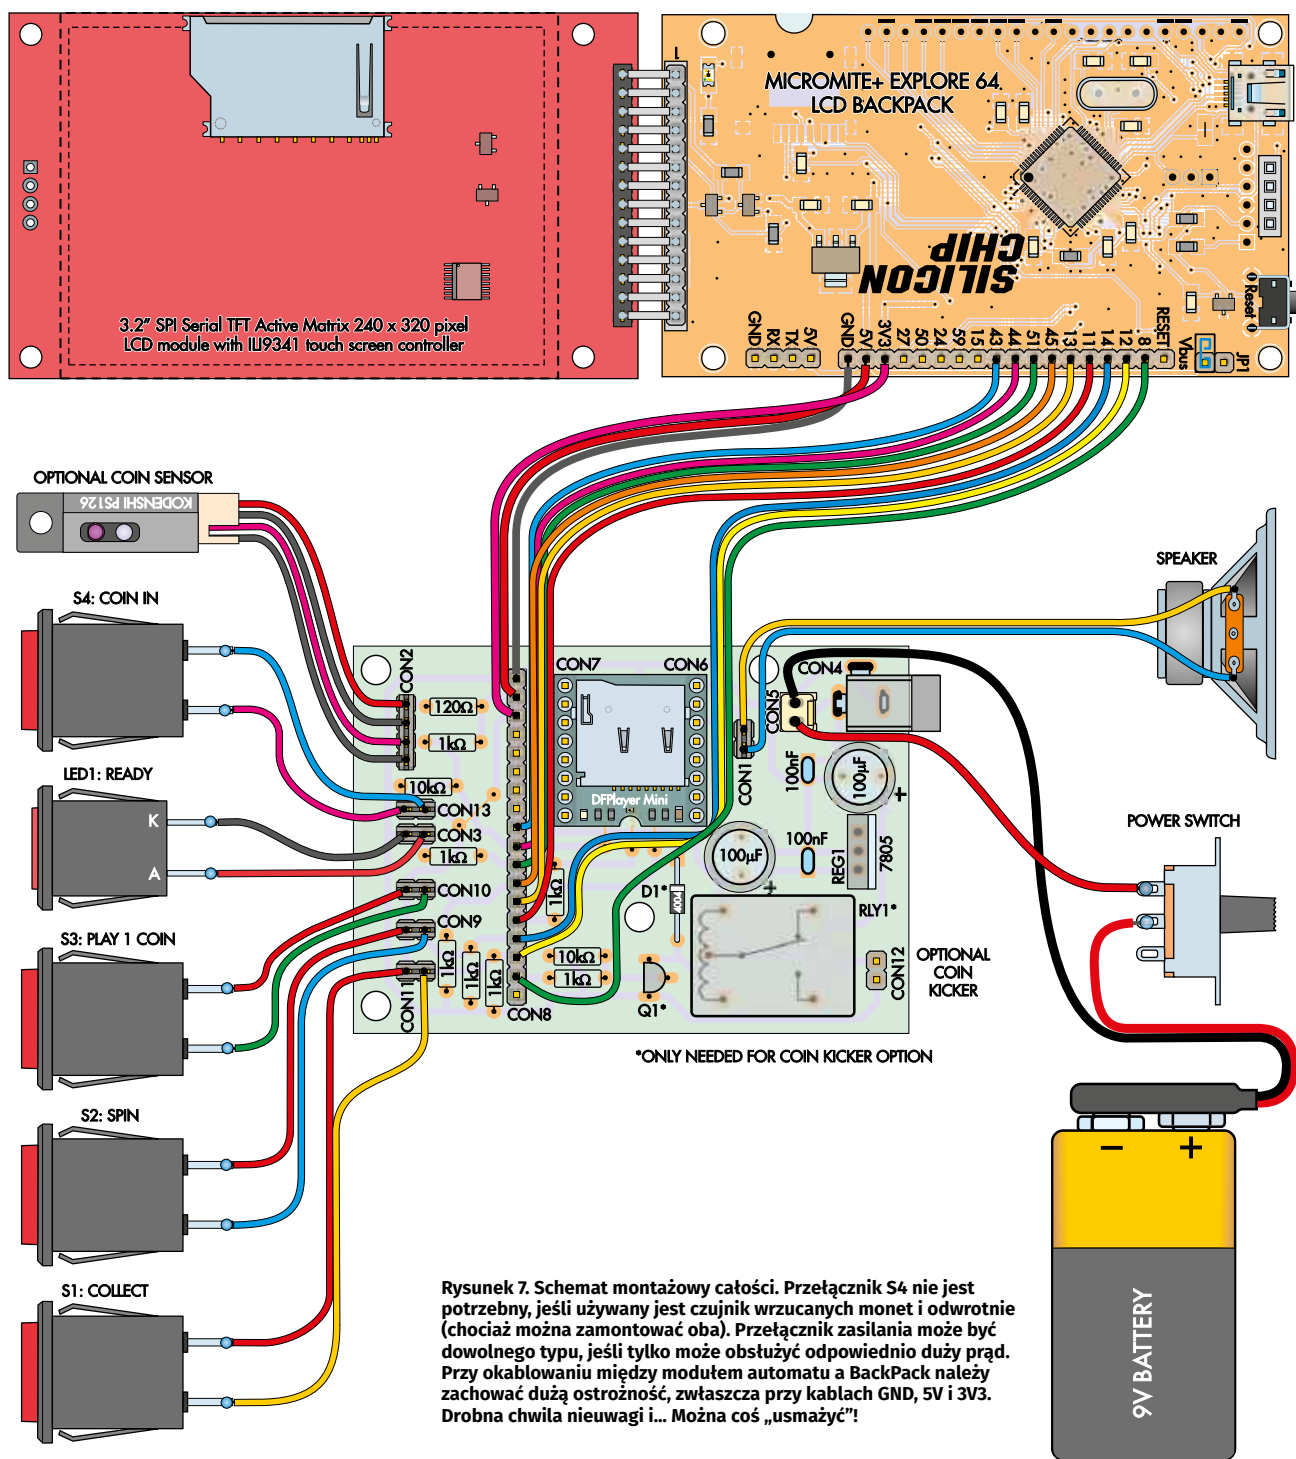 MICROMITE+ EXPLORE 64
LCD BACKPACK
1
SILICON
CHIP
3.2" SPI Serial TFT Active Matrix 240 x 320 pixel
LCD module with ILI9341 touch screen controller
GND
RX
TX
5V
GND
5V
3V3
27
50
24
59
15
43
44
51
45
13
11
14
12
8
RESET
Vbus
JP1
Reset
OPTIONAL COIN SENSOR
KODENSHI PS126
S4: COIN IN
LED1: READY
K
A
S3: PLAY 1 COIN
S2: SPIN
S1: COLLECT
CON2
120Ω
1kΩ
10kΩ
CON13
CON3
1kΩ
CON10
CON9
CON11
1kΩ
1kΩ
1kΩ
CON8
CON7
CON6
DFPlayer Mini
1kΩ
10kΩ
1kΩ
D1*
4004
Q1*
CON1
CON5
CON4
100nF
100µF
+
100µF
+
100nF
REG1
7805
RLY1*
CON12
OPTIONAL
COIN
KICKER
*ONLY NEEDED FOR COIN KICKER OPTION
SPEAKER
POWER SWITCH
–
+
9V BATTERY
Rysunek 7. Schemat montażowy całości. Przełącznik S4 nie jest
potrzebny, jeśli używany jest czujnik wrzucanych monet i odwrotnie
(chociaż można zamontować oba). Przełącznik zasilania może być
dowolnego typu, jeśli tylko może obsłużyć odpowiednio duży prąd.
Przy okablowaniu między modułem automatu a BackPack należy
zachować dużą ostrożność, zwłaszcza przy kablach GND, 5V i 3V3.
Drobna chwila nieuwagi i... Można coś „usmażyć”!